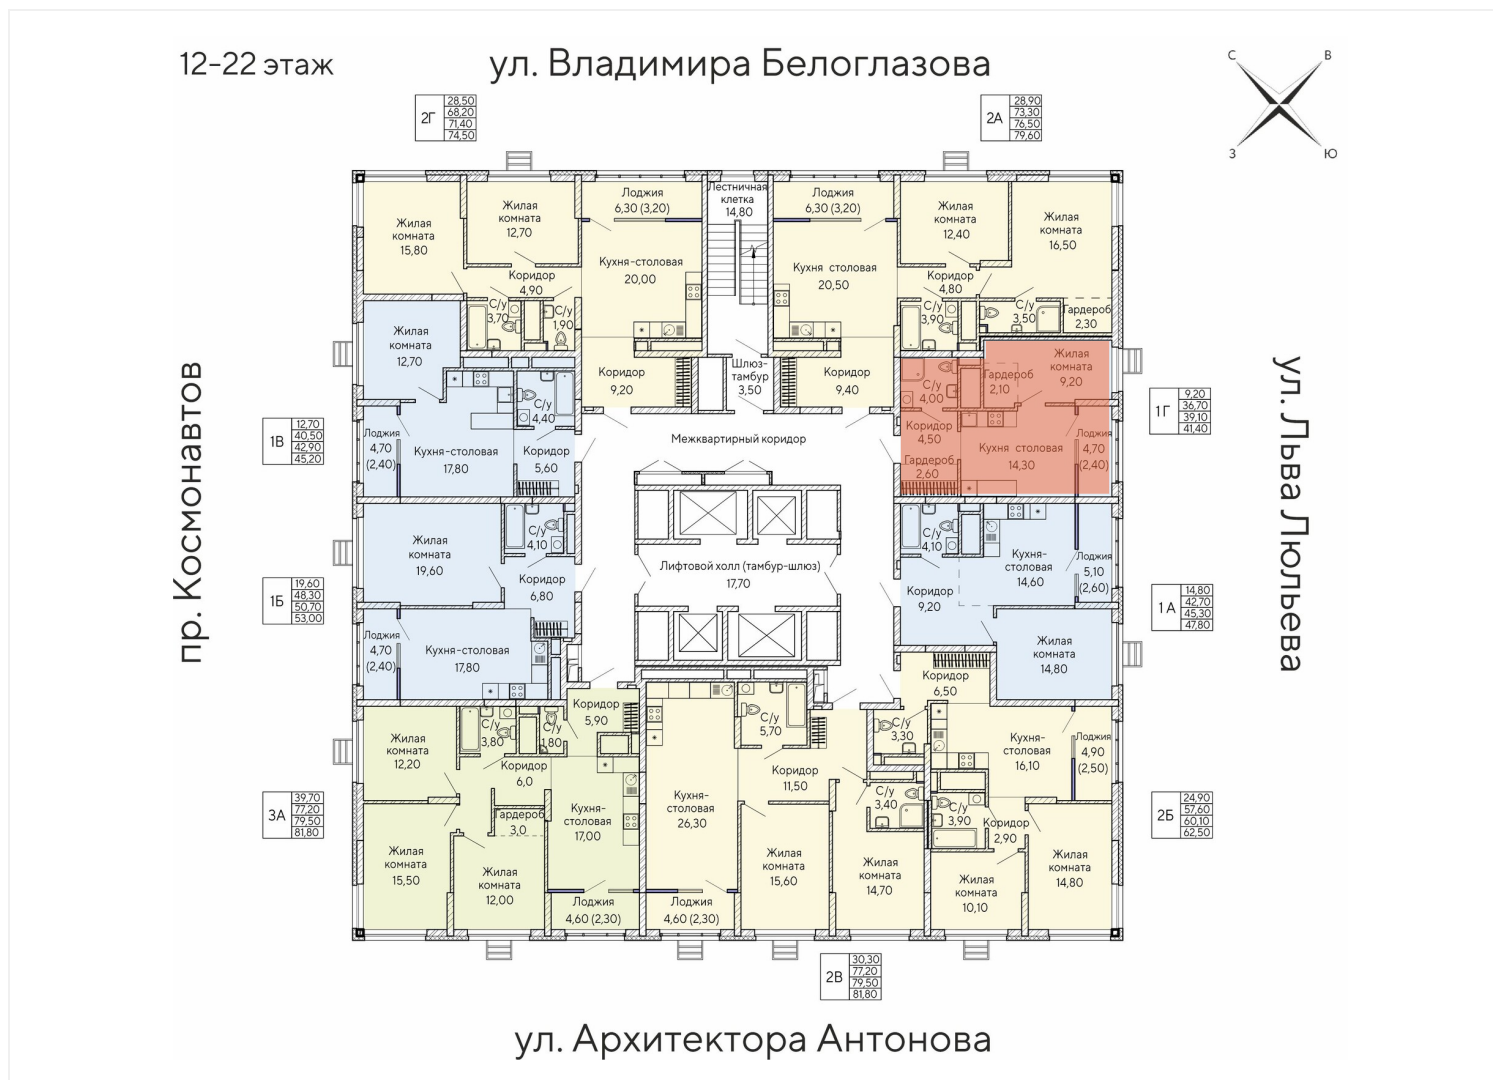 12-22 этаж
ул. Владимира Белоглазова
С
В
З
Ю
2Г
28,50
68,20
71,40
74,50
2А
28,90
73,30
76,50
79,60
Жилая
комната
15,80
Жилая
комната
12,70
Лоджия
6,30 (3,20)
Лестничная
клетка
14,80
Лоджия
6,30 (3,20)
Жилая
комната
12,40
Жилая
комната
16,50
Коридор
4,90
Кухня-столовая
20,00
Кухня столовая
20,50
Коридор
4,80
С/у
3,70
С/у
1,90
С/у
3,90
С/у
3,50
Гардероб
2,30
Жилая
комната
12,70
Коридор
9,20
Шлюз-
тамбур
3,50
Коридор
9,40
С/у
4,00
Гардероб
2,10
Жилая
комната
9,20
пр. Космонавтов
ул. Льва Люльева
1В
12,70
40,50
42,90
45,20
Лоджия
4,70
(2,40)
Кухня-столовая
17,80
С/у
4,40
Коридор
5,60
Межквартирный коридор
Коридор
4,50
Гардероб
2,60
Кухня столовая
14,30
Лоджия
4,70
(2,40)
1Г
9,20
36,70
39,10
41,40
Жилая
комната
19,60
С/у
4,10
Коридор
6,80
Лифтовой холл (тамбур-шлюз)
17,70
С/у
4,10
Кухня-
столовая
14,60
Лоджия
5,10
(2,60)
Коридор
9,20
1Б
19,60
48,30
50,70
53,00
1А
14,80
42,70
45,30
47,80
Лоджия
4,70
(2,40)
Кухня-столовая
17,80
Жилая
комната
14,80
Коридор
6,50
Жилая
комната
12,20
С/у
3,80
С/у
1,80
Коридор
5,90
С/у
5,70
С/у
3,30
Кухня-
столовая
16,10
Лоджия
4,90
(2,50)
Коридор
6,0
Коридор
11,50
3А
39,70
77,20
79,50
81,80
Гардероб
3,0
Кухня-
столовая
17,00
Кухня-
столовая
26,30
С/у
3,40
С/у
3,90
Коридор
2,90
2Б
24,90
57,60
60,10
62,50
Жилая
комната
15,50
Жилая
комната
12,00
Жилая
комната
15,60
Жилая
комната
14,70
Жилая
комната
10,10
Жилая
комната
14,80
Лоджия
4,60 (2,30)
Лоджия
4,60 (2,30)
2В
30,30
77,20
79,50
81,80
ул. Архитектора Антонова